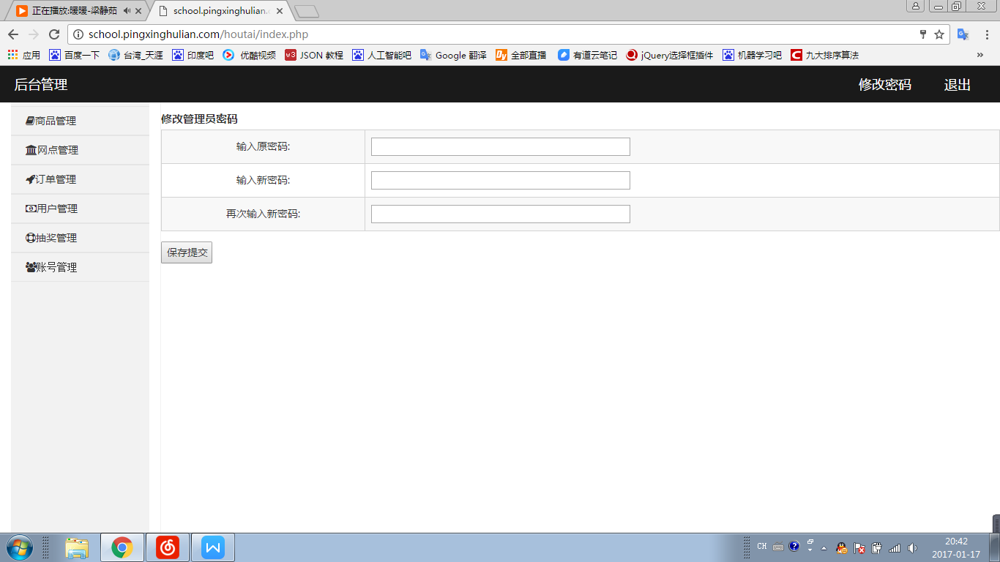 正在播放:暖暖-梁静茹
school.pingxinghulian.c
school.pingxinghulian.com/houtai/index.php
应用 百度一下 台湾_天涯 印度吧 优酷视频 JSON 教程 人工智能吧 Google 翻译 全部直播 有道云笔记 jQuery选择框插件 机器学习吧 九大排序算法
后台管理 修改密码 退出
商品管理
网点管理
订单管理
用户管理
抽奖管理
账号管理
修改管理员密码
输入原密码:
输入新密码:
再次输入新密码:
保存提交
CH
20:42
2017-01-17